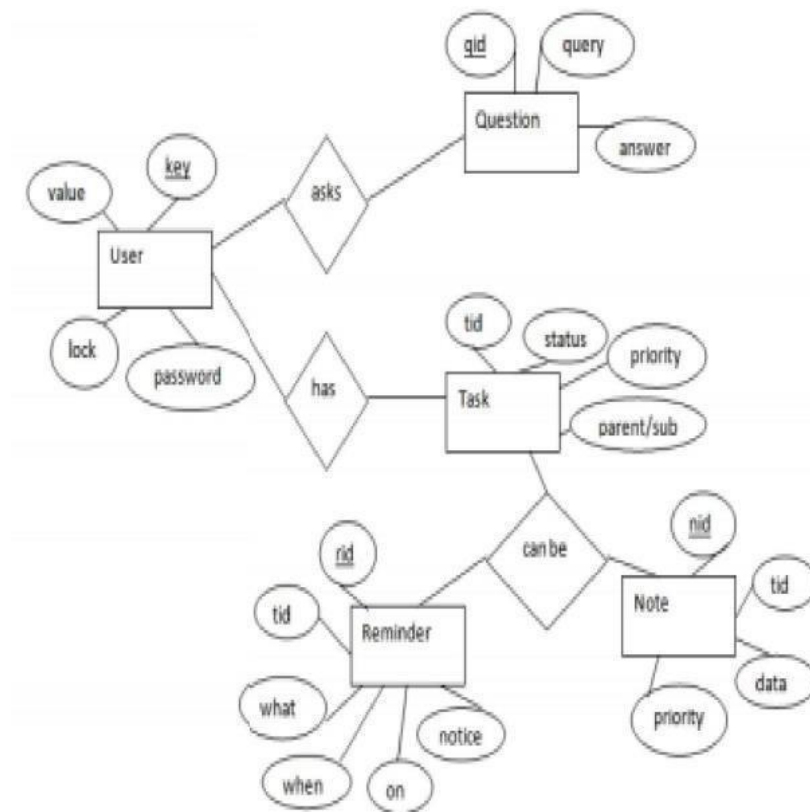 qid
query
Question
answer
key
value
asks
User
lock
password
has
tid
status
priority
Task
parent/sub
can be
nid
rid
tid
Note
tid
Reminder
data
what
priority
notice
when
on